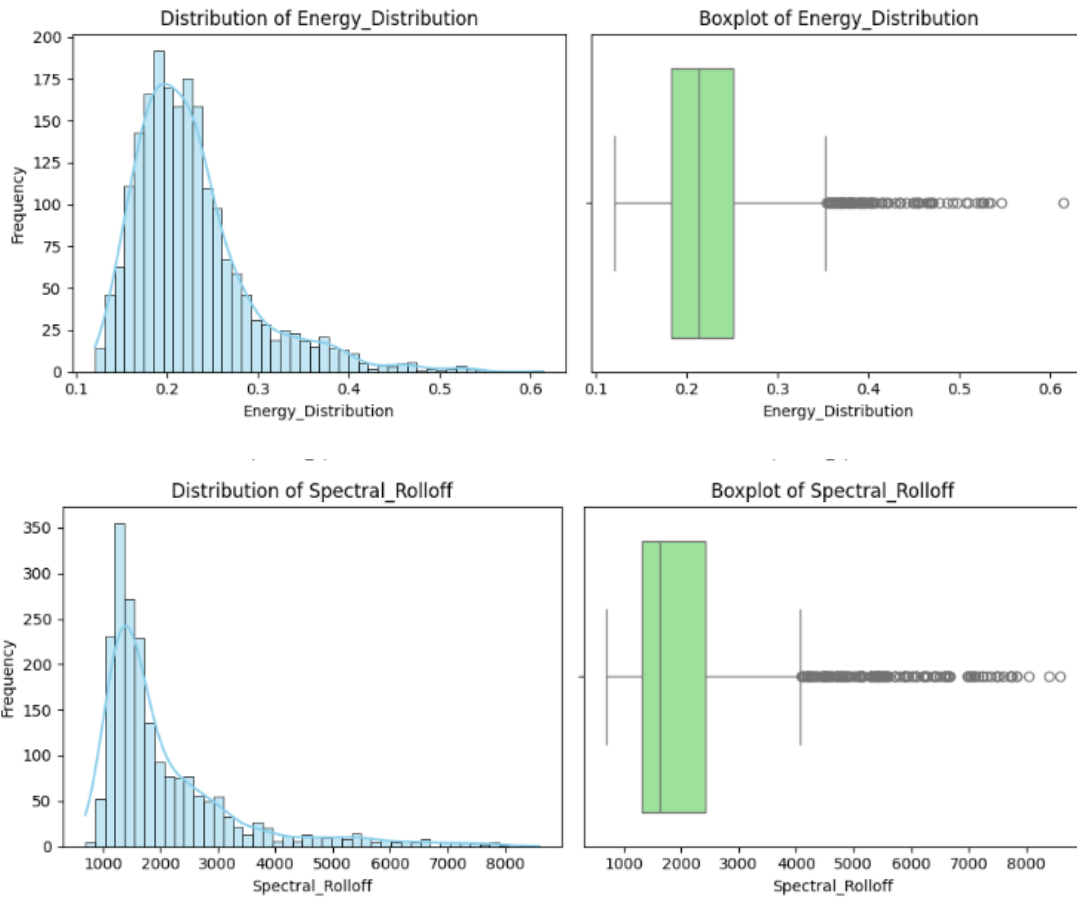 Distribution of Energy_Distribution
Boxplot of Energy_Distribution
200
175
150
125
100
75
50
25
0
Frequency
0.1 0.2 0.3 0.4 0.5 0.6
Energy_Distribution
0.1 0.2 0.3 0.4 0.5 0.6
Energy_Distribution
Distribution of Spectral_Rolloff
Boxplot of Spectral_Rolloff
350
300
250
200
150
100
50
0
Frequency
1000 2000 3000 4000 5000 6000 7000 8000
Spectral_Rolloff
1000 2000 3000 4000 5000 6000 7000 8000
Spectral_Rolloff